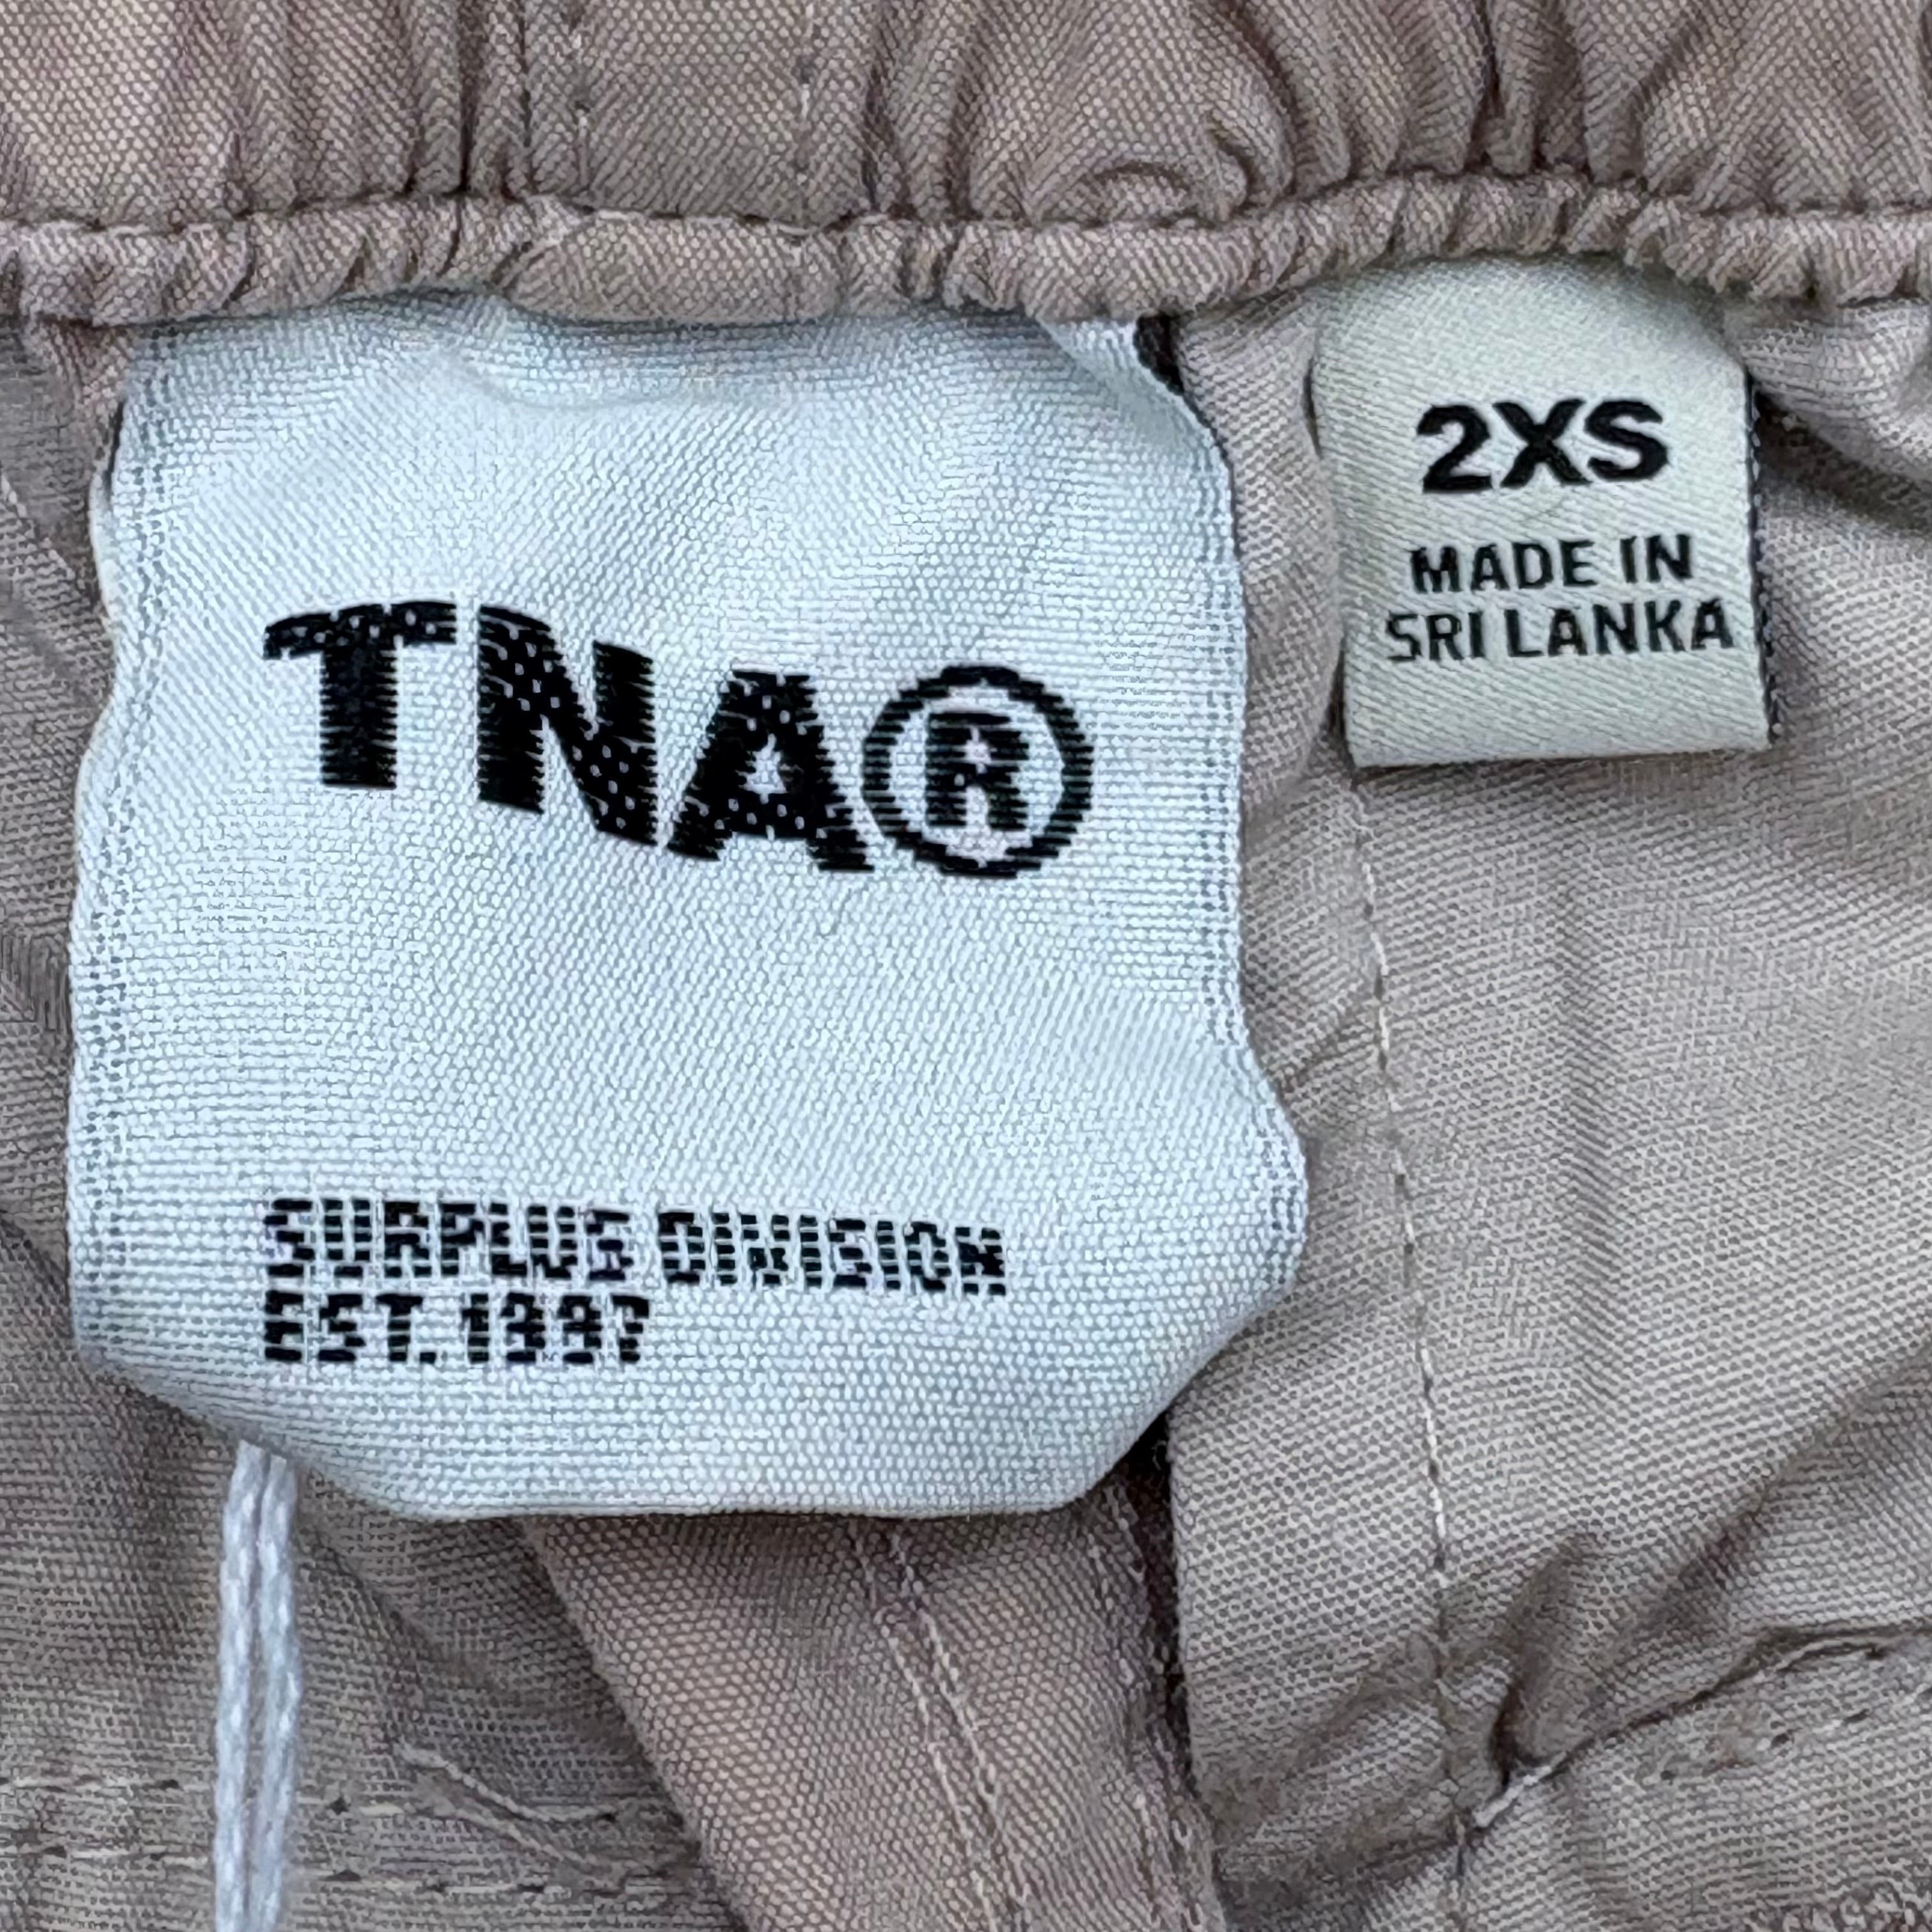 TNA®
SURPLUS DIVISION
EST. 1997
2XS
MADE IN
SRI LANKA